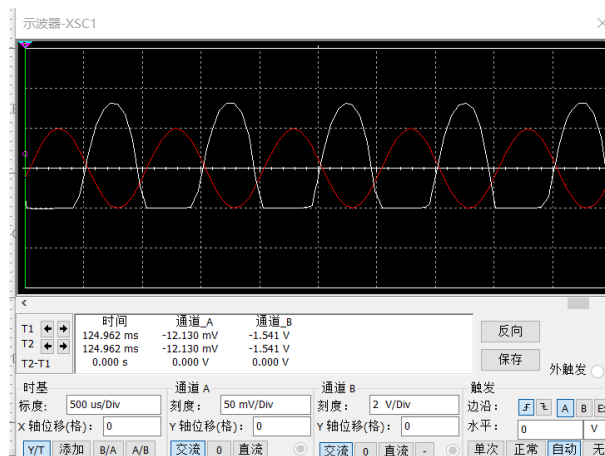 示波器-XSC1
时间 通道_A 通道_B
T1 124.962 ms -12.130 mV -1.541 V
T2 124.962 ms -12.130 mV -1.541 V
T2-T1 0.000 s 0.000 V 0.000 V
反向
保存
外触发
时基 通道 A 通道 B 触发
标度: 500 us/Div 刻度: 50 mV/Div 刻度: 2 V/Div 边沿: A B
X 轴位移(格): 0 Y 轴位移(格): 0 Y 轴位移(格): 0 水平: 0 V
Y/T 添加 B/A A/B 交流 0 直流 交流 0 直流 - 单次 正常 自动 无